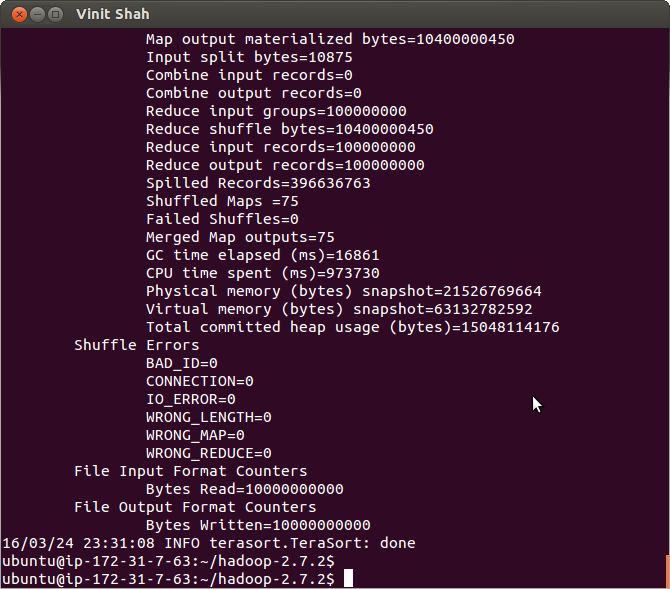 Vinit Shah
Map output materialized bytes=10400000450
Input split bytes=10875
Combine input records=0
Combine output records=0
Reduce input groups=100000000
Reduce shuffle bytes=10400000450
Reduce input records=100000000
Reduce output records=100000000
Spilled Records=396636763
Shuffled Maps =75
Failed Shuffles=0
Merged Map outputs=75
GC time elapsed (ms)=16861
CPU time spent (ms)=973730
Physical memory (bytes) snapshot=21526769664
Virtual memory (bytes) snapshot=63132782592
Total committed heap usage (bytes)=15048114176
Shuffle Errors
BAD_ID=0
CONNECTION=0
IO_ERROR=0
WRONG_LENGTH=0
WRONG_MAP=0
WRONG_REDUCE=0
File Input Format Counters
Bytes Read=10000000000
File Output Format Counters
Bytes Written=10000000000
16/03/24 23:31:08 INFO terasort.TeraSort: done
ubuntu@ip-172-31-7-63:~/hadoop-2.7.2$
ubuntu@ip-172-31-7-63:~/hadoop-2.7.2$